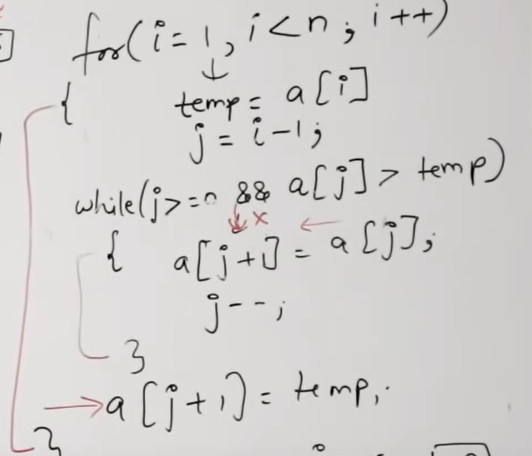 for(i=1, i<n; i++)
{ temp = a[i]
j = i-1;
while(j>=0 && a[j] > temp)
x
{ a[j+1] = a[j];
j--;
}
a[j+1) = temp;
}